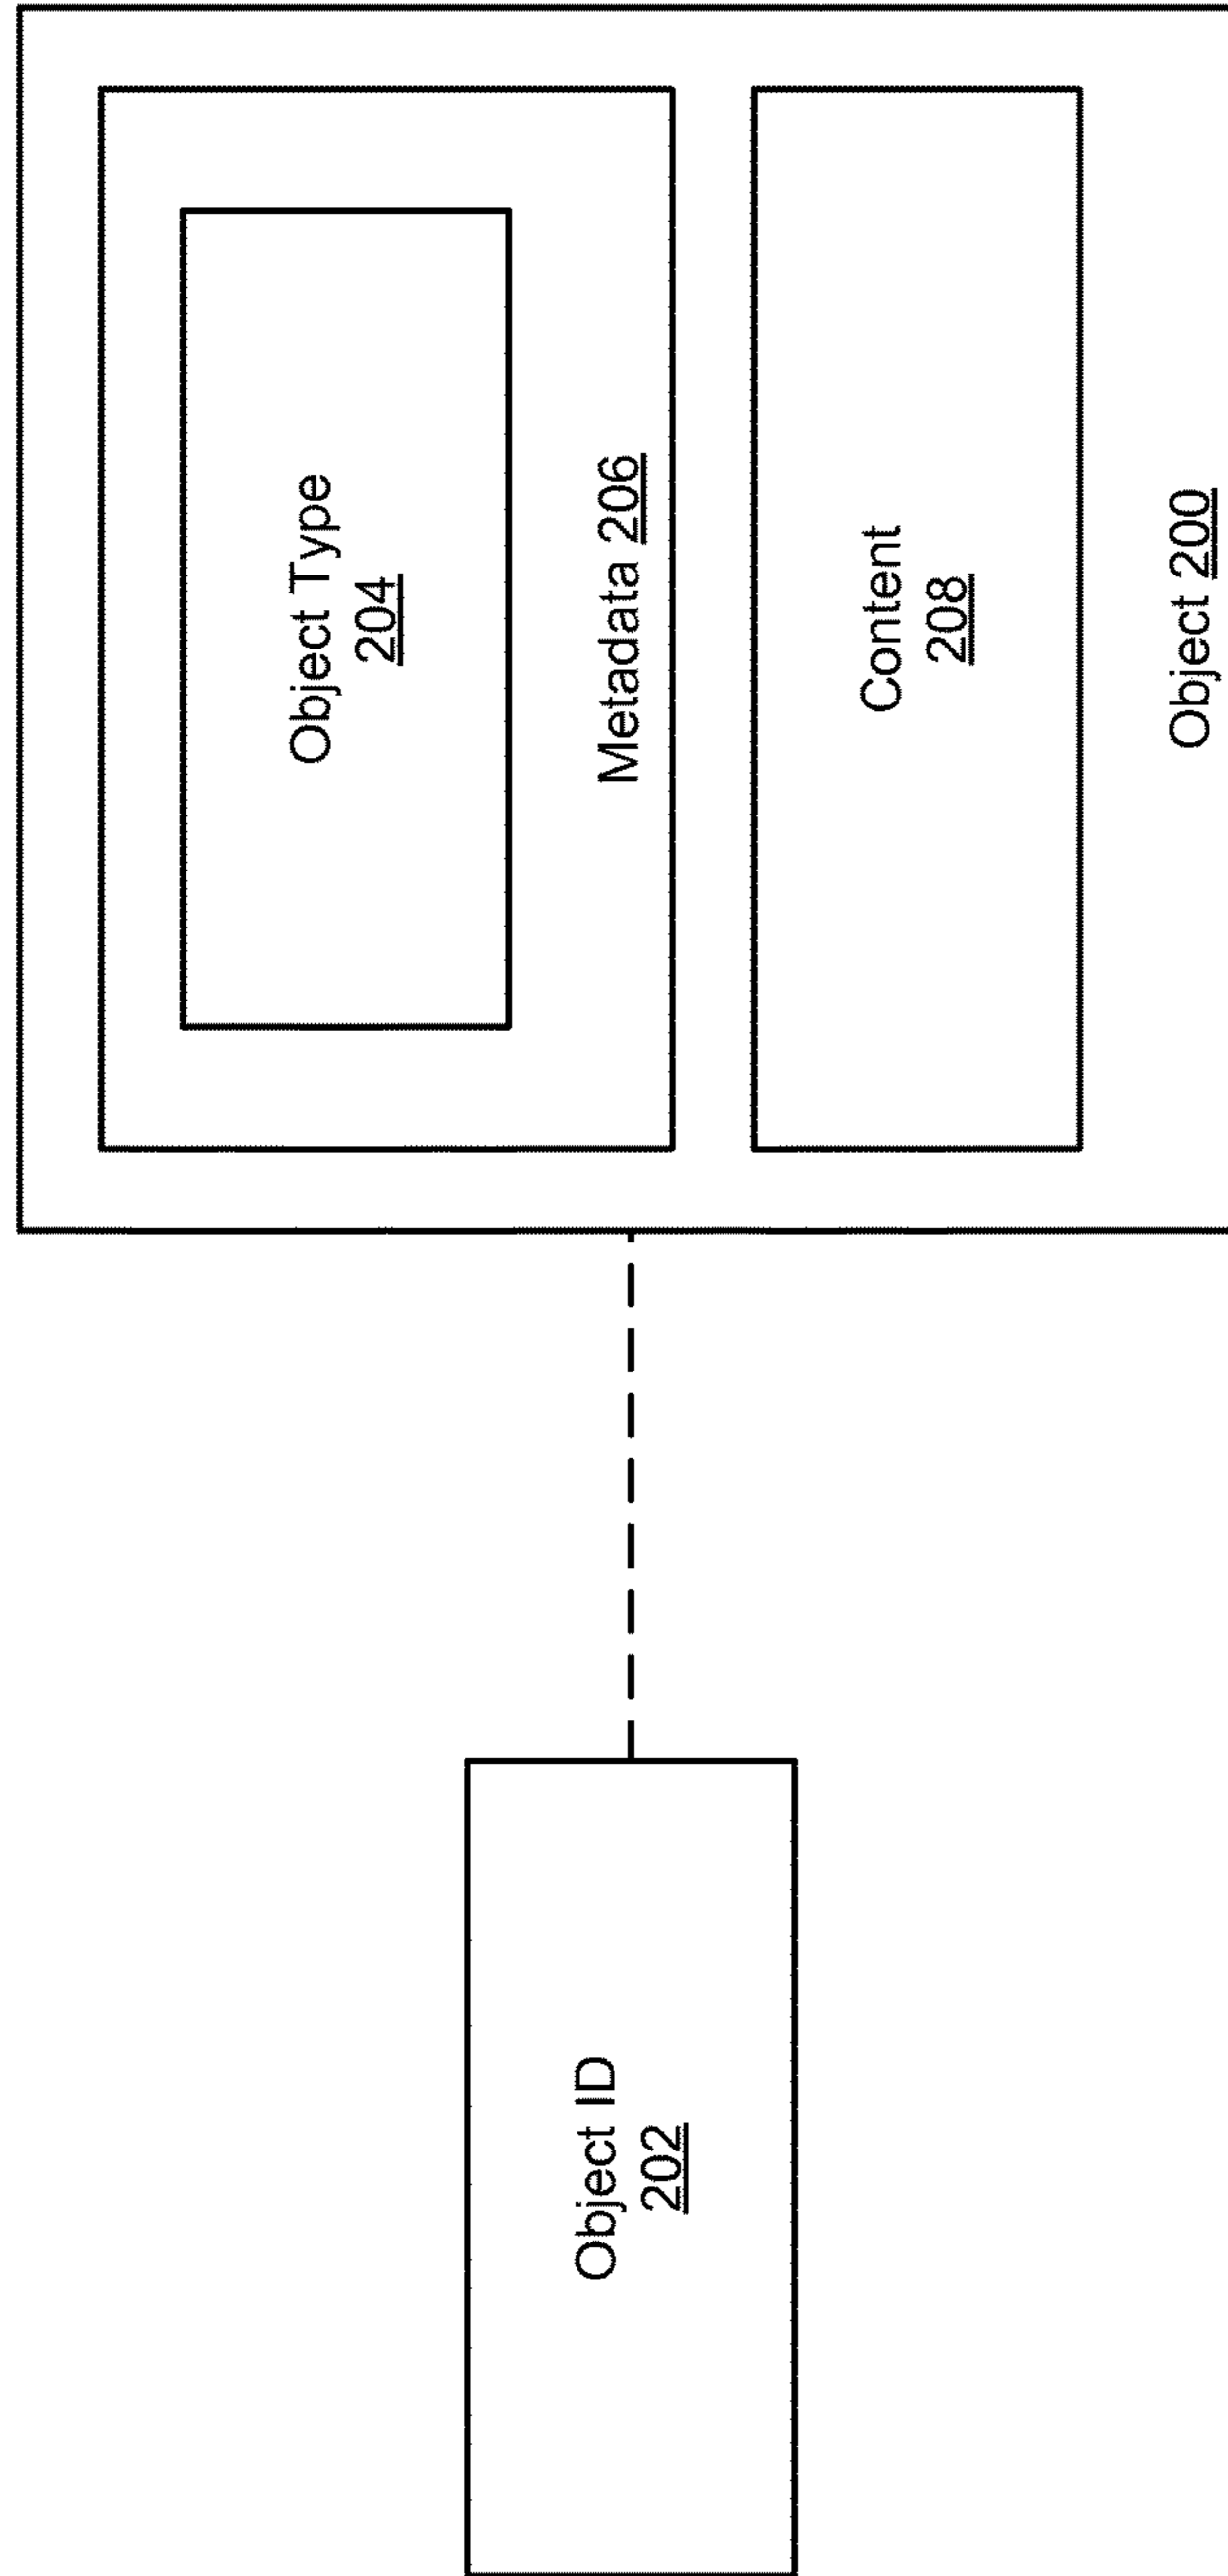 Object ID
202
Object Type
204
Metadata 206
Content
208
Object 200